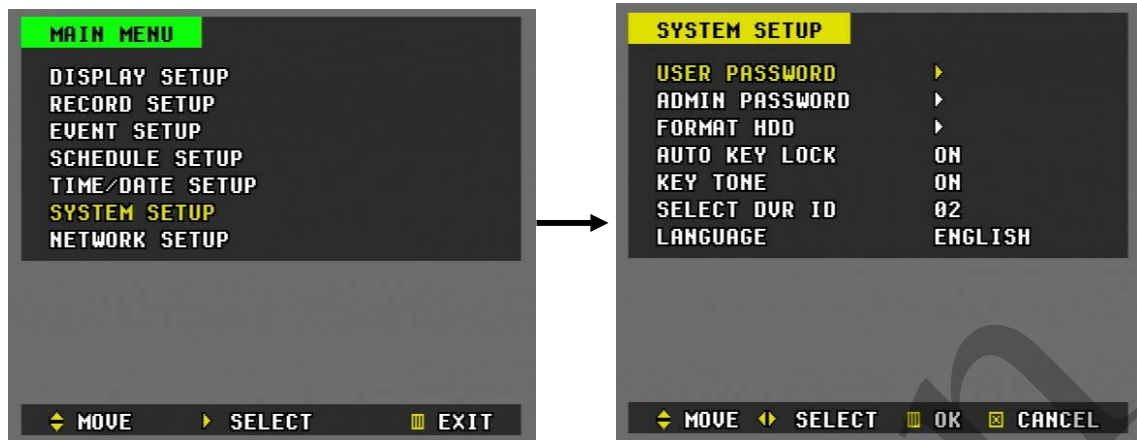 MAIN MENU
DISPLAY SETUP
RECORD SETUP
EVENT SETUP
SCHEDULE SETUP
TIME/DATE SETUP
SYSTEM SETUP
NETWORK SETUP
MOVE SELECT EXIT
SYSTEM SETUP
USER PASSWORD
ADMIN PASSWORD
FORMAT HDD
AUTO KEY LOCK ON
KEY TONE ON
SELECT DVR ID 02
LANGUAGE ENGLISH
MOVE SELECT OK CANCEL